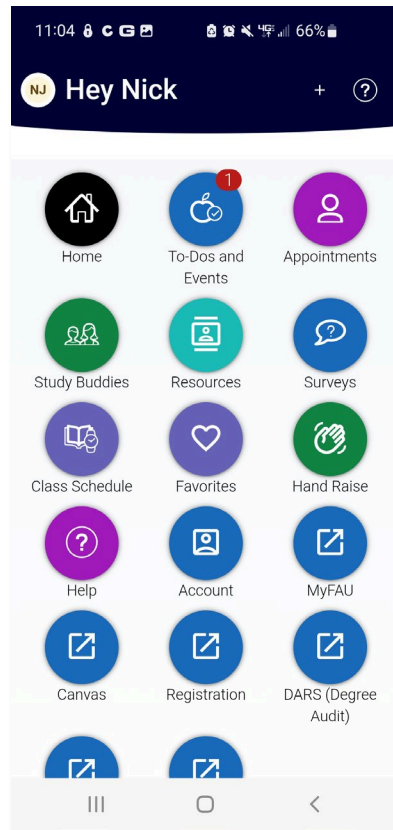 11:04 66%
NJ Hey Nick + ?
1
Home
To-Dos and
Events
Appointments
Study Buddies
Resources
Surveys
Class Schedule
Favorites
Hand Raise
Help
Account
MyFAU
Canvas
Registration
DARS (Degree
Audit)